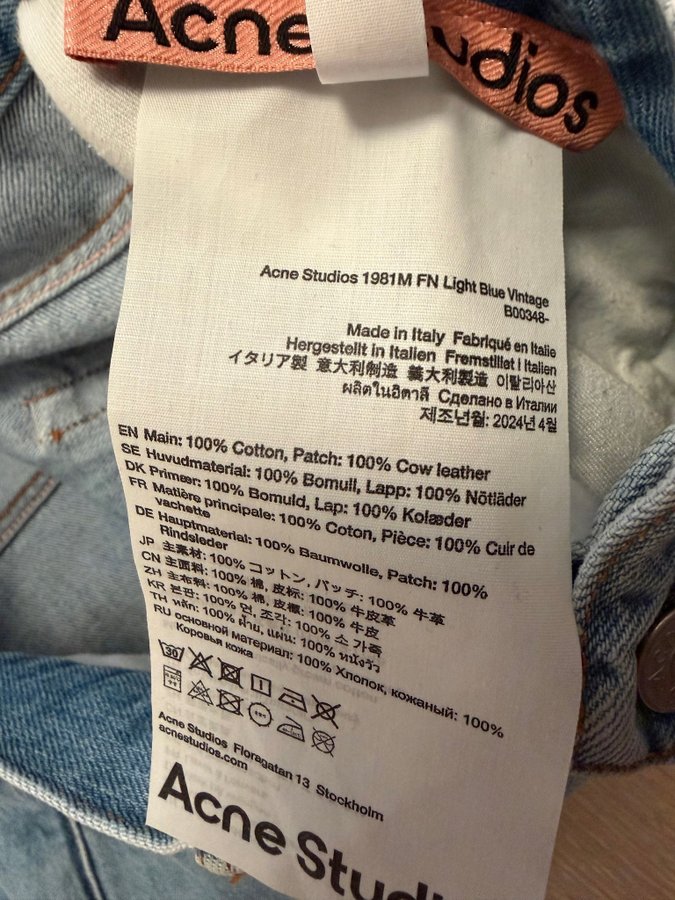 Acne Studios
Acne Studios 1981M FN Light Blue Vintage
B00348-
Made in Italy Fabriqué en Italie
Hergestellt in Italien Fremstillet i Italien
イタリア製 意大利制造 義大利製造 이탈리아산
ผลิตในอิตาลี Сделано в Италии
제조년월: 2024년 4월
EN Main: 100% Cotton, Patch: 100% Cow leather
SE Huvudmaterial: 100% Bomull, Lapp: 100% Nötläder
DK Primær: 100% Bomuld, Lap: 100% Kolæder
FR Matière principale: 100% Coton, Pièce: 100% Cuir de
vachette
DE Hauptmaterial: 100% Baumwolle, Patch: 100%
Rindsleder
JP 主素材: 100% コットン, パッチ: 100% 牛革
CN 主面料: 100% 棉, 皮标: 100% 牛皮革
ZH 主布料: 100% 棉, 皮標: 100% 牛皮
KR 본판: 100% 면, 조각: 100% 소 가죽
TH หลัก: 100% ฝ้าย, แผ่น: 100% หนังวัว
RU основной материал: 100% Хлопок, кожаный: 100%
Коровья кожа
30
Acne Studios Floragatan 13 Stockholm
acnestudios.com
Acne Studi